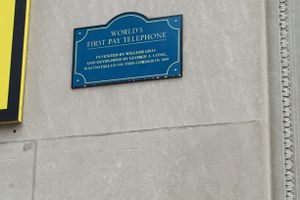 WORLD'S
FIRST PAY TELEPHONE
INVENTED BY WILLIAM GRAY
AND DEVELOPED BY GEORGE A. LONG,
WAS INSTALLED ON THIS CORNER IN 1889